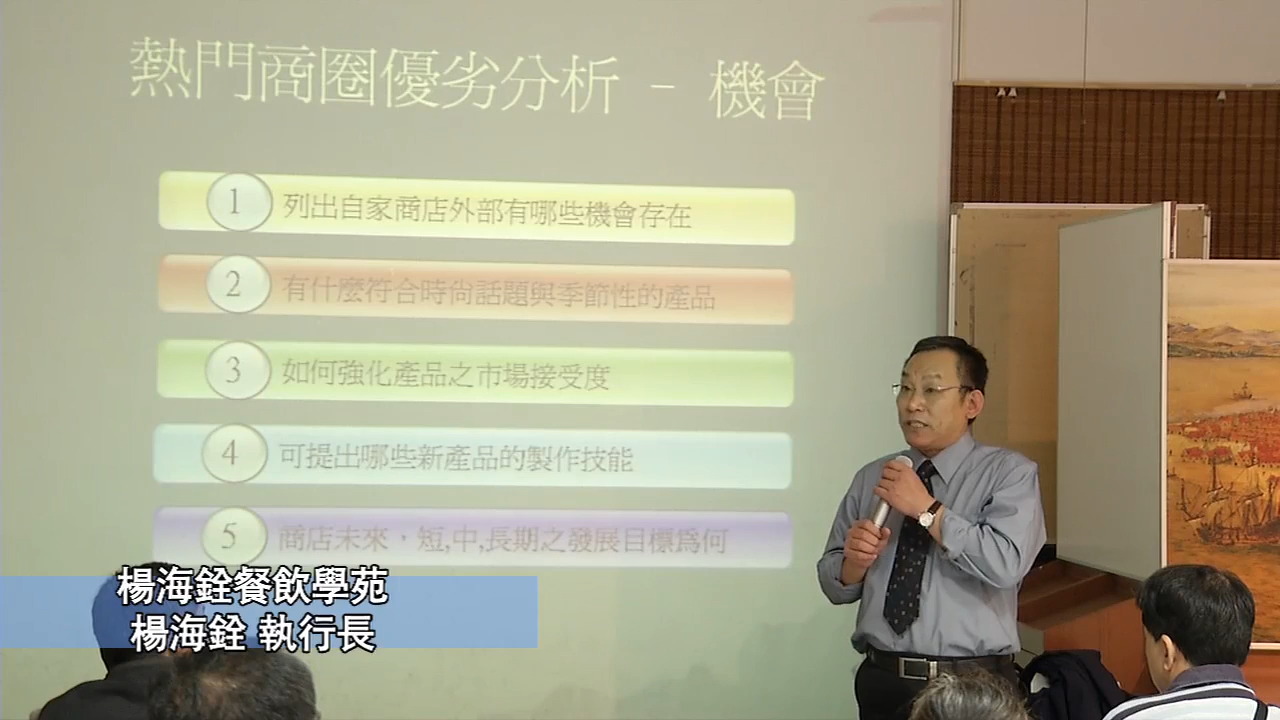 熱門商圈優劣分析 - 機會
1 列出自家商店外部有哪些機會存在
2 有什麼符合時尚話題與季節性的產品
3 如何強化產品之市場接受度
4 可提出哪些新產品的製作技能
5 商店未來，短,中,長期之發展目標為何
楊海銓餐飲學苑
楊海銓 執行長